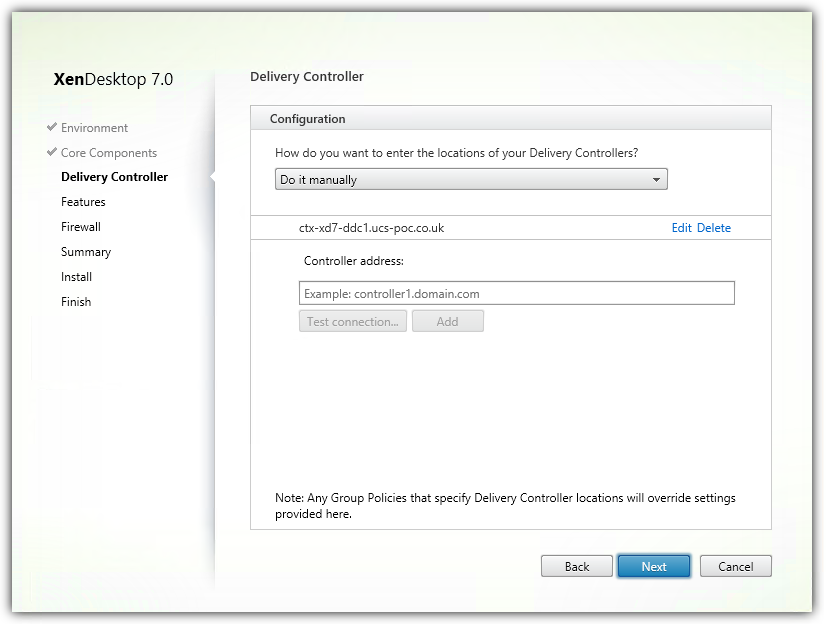 XenDesktop 7.0
Environment
Core Components
Delivery Controller
Features
Firewall
Summary
Install
Finish
Delivery Controller
Configuration
How do you want to enter the locations of your Delivery Controllers?
Do it manually
ctx-xd7-ddc1.ucs-poc.co.uk Edit Delete
Controller address:
Example: controller1.domain.com
Test connection... Add
Note: Any Group Policies that specify Delivery Controller locations will override settings
provided here.
Back Next Cancel